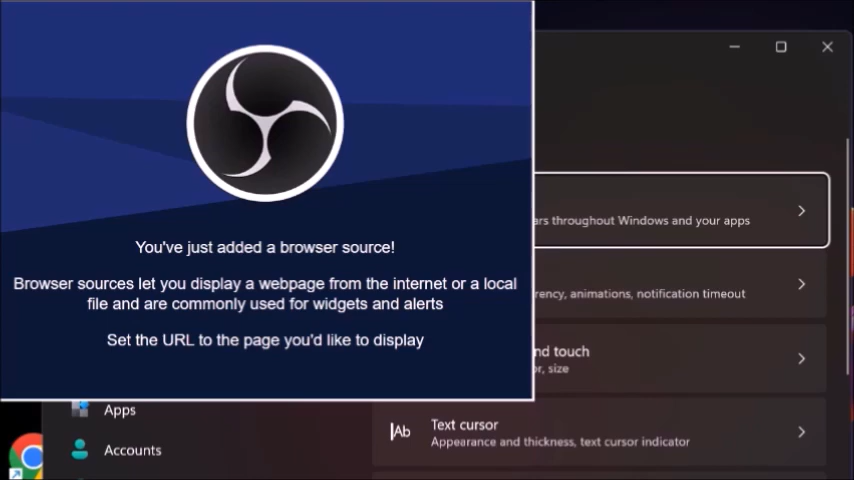 You've just added a browser source!
Browser sources let you display a webpage from the internet or a local
file and are commonly used for widgets and alerts
Set the URL to the page you'd like to display
throughout Windows and your apps
animations, notification timeout
nd touch
size
Apps
Accounts
Text cursor
Appearance and thickness, text cursor indicator
|Ab